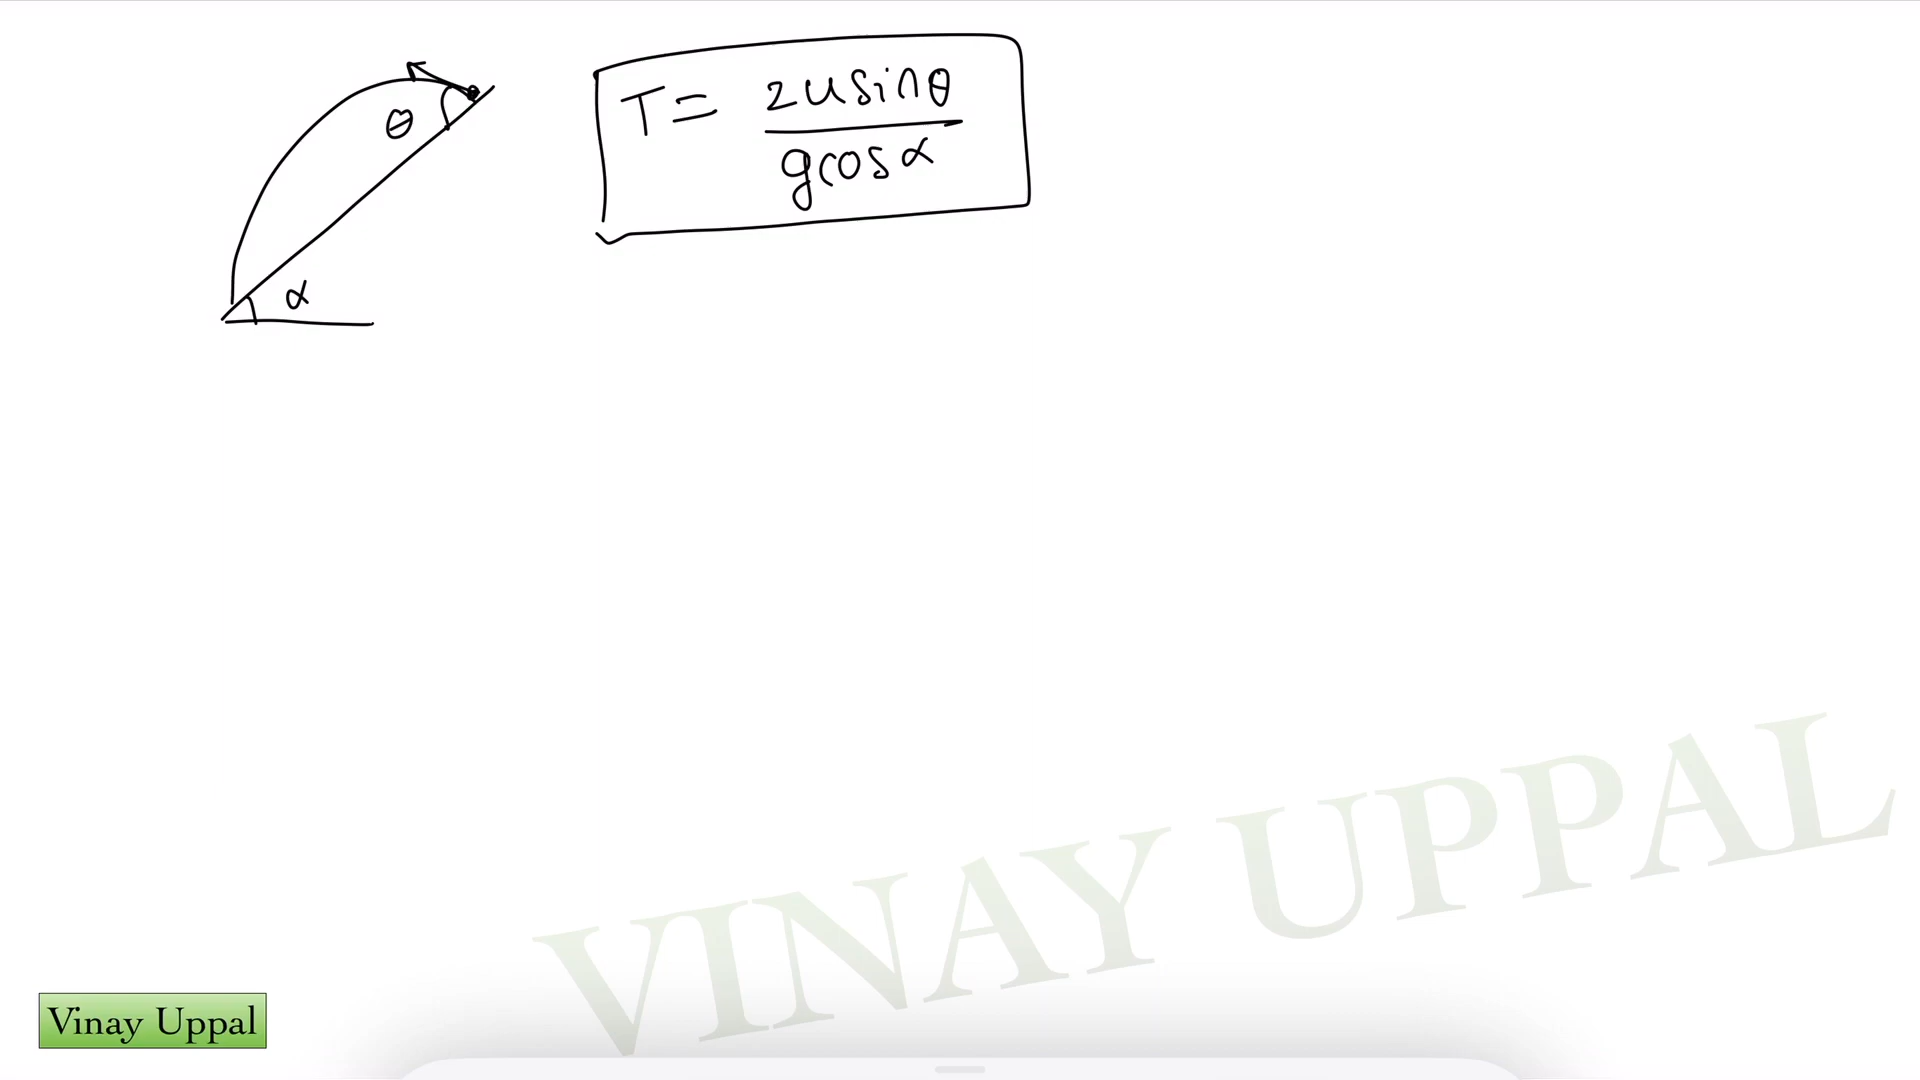 θ
α
T = 2usinθ
gcosα
VINAY UPPAL
Vinay Uppal